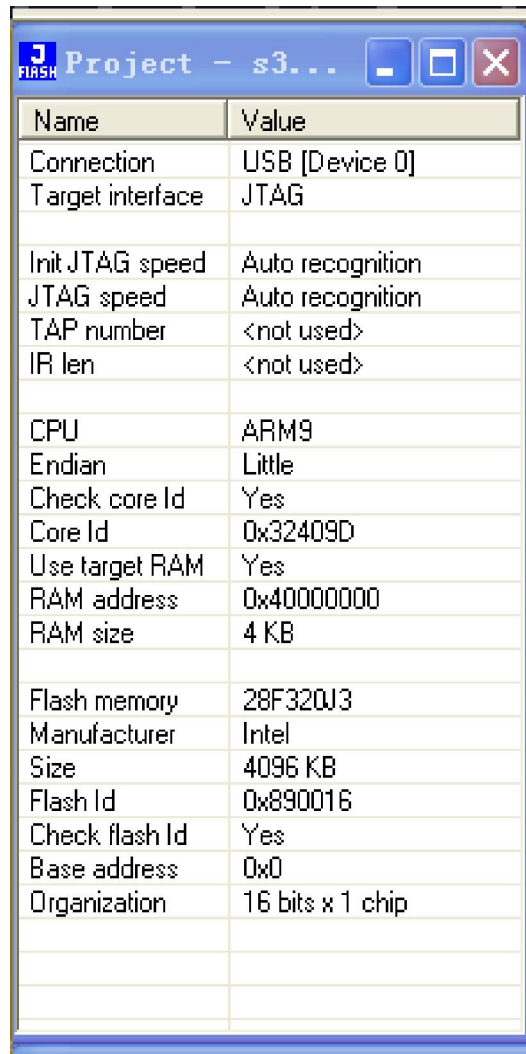 J
FLASH Project - s3...
Name Value
Connection USB [Device 0]
Target interface JTAG
Init JTAG speed Auto recognition
JTAG speed Auto recognition
TAP number <not used>
IR len <not used>
CPU ARM9
Endian Little
Check core Id Yes
Core Id 0x32409D
Use target RAM Yes
RAM address 0x40000000
RAM size 4 KB
Flash memory 28F320J3
Manufacturer Intel
Size 4096 KB
Flash Id 0x890016
Check flash Id Yes
Base address 0x0
Organization 16 bits x 1 chip